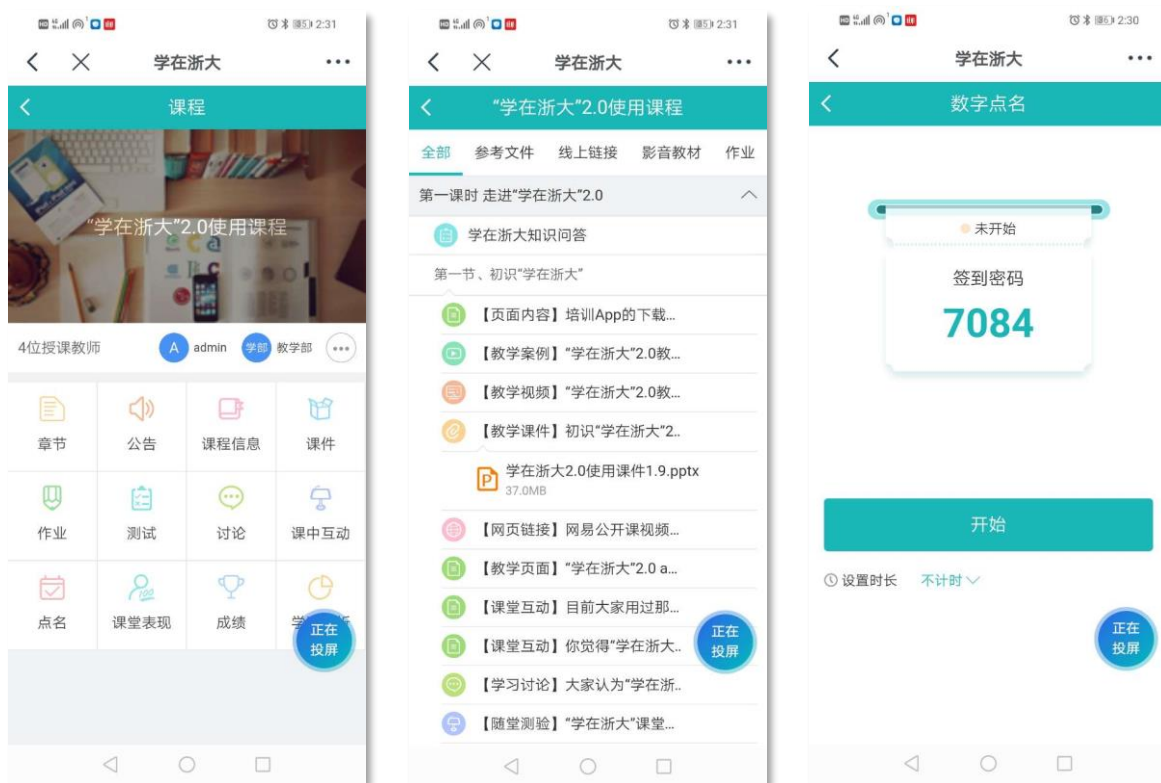 2:31
学在浙大
课程
“学在浙大”2.0使用课程
4位授课教师
A
admin
学部
教学部
章节
公告
课程信息
课件
作业
测试
讨论
课中互动
点名
课堂表现
成绩
正在
投屏
2:31
学在浙大
“学在浙大”2.0使用课程
全部
参考文件
线上链接
影音教材
作业
第一课时 走进“学在浙大”2.0
学在浙大知识问答
第一节、初识“学在浙大”
【页面内容】培训App的下载...
【教学案例】“学在浙大”2.0教...
【教学视频】“学在浙大”2.0教...
【教学课件】初识“学在浙大”2..
学在浙大2.0使用课件1.9.pptx
37.0MB
【网页链接】网易公开课视频...
【教学页面】“学在浙大”2.0 a...
【课堂互动】目前大家用过那...
【课堂互动】你觉得“学在浙大..
【学习讨论】大家认为“学在浙..
【随堂测验】“学在浙大”课堂...
正在
投屏
2:30
学在浙大
数字点名
未开始
签到密码
7084
开始
设置时长 不计时
正在
投屏